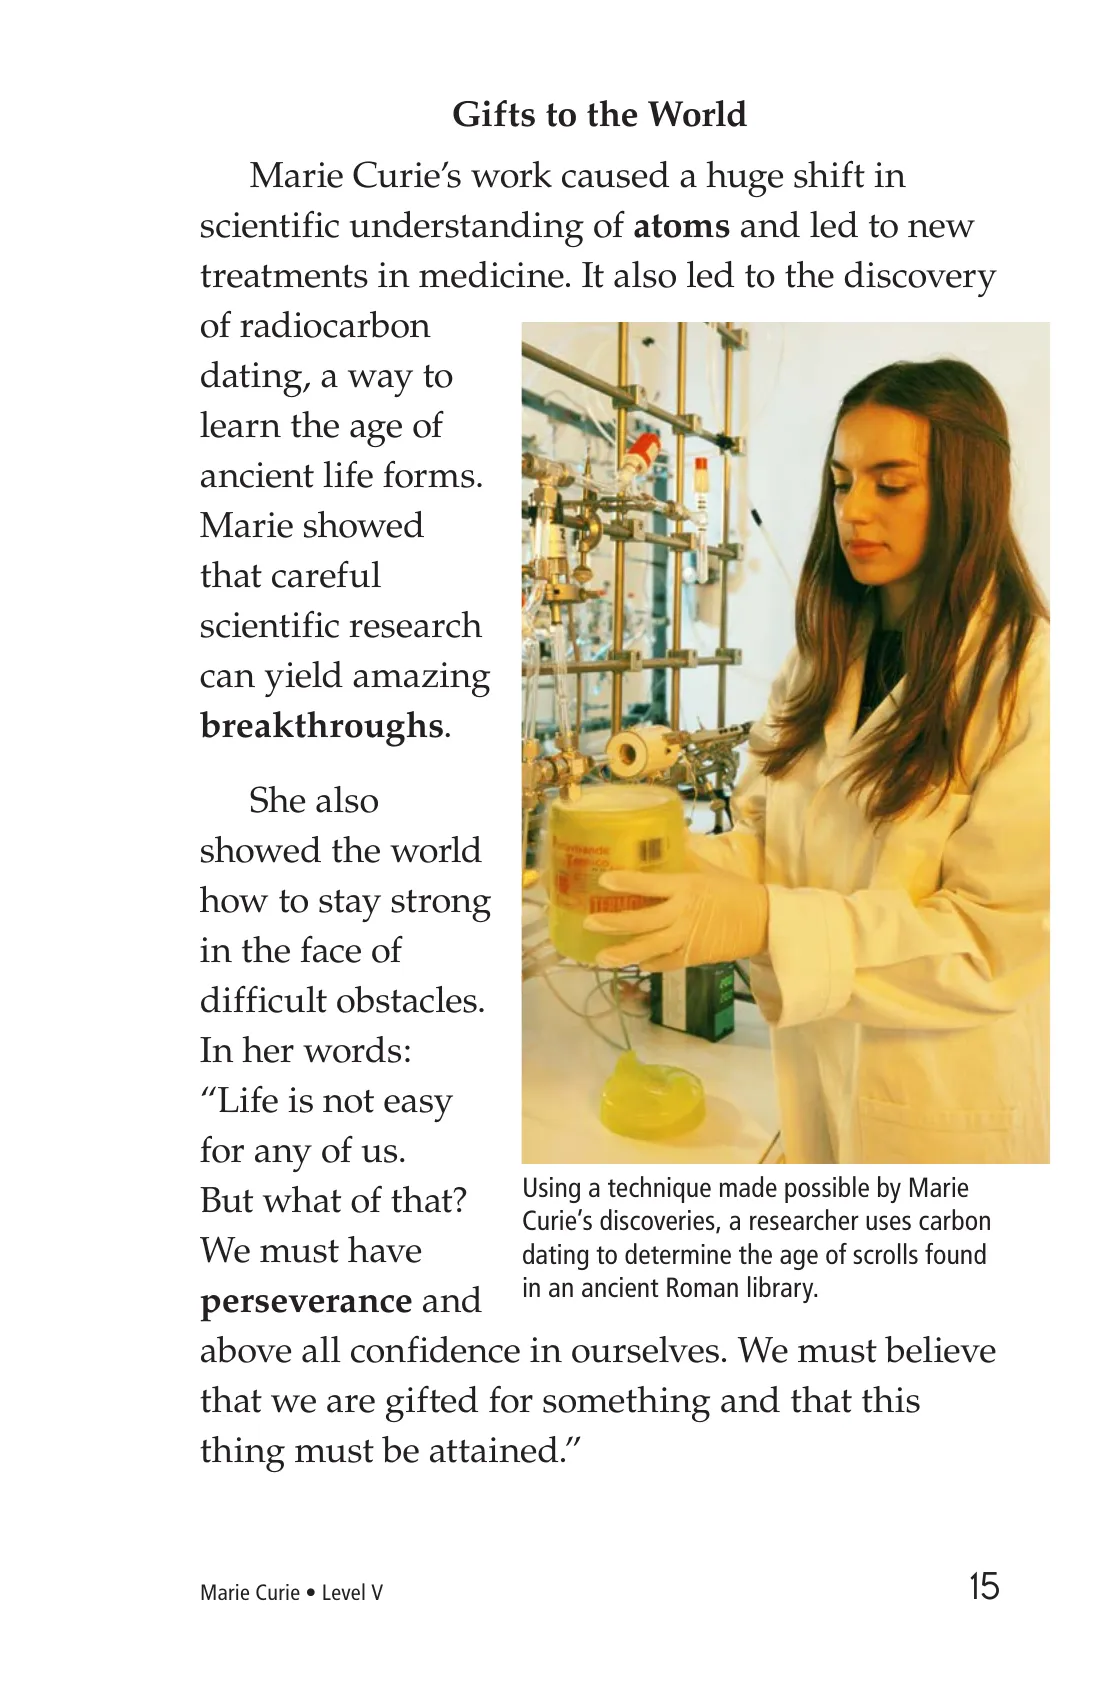 Gifts to the World
Marie Curie’s work caused a huge shift in
scientific understanding of atoms and led to new
treatments in medicine. It also led to the discovery
of radiocarbon
dating, a way to
learn the age of
ancient life forms.
Marie showed
that careful
scientific research
can yield amazing
breakthroughs.
She also
showed the world
how to stay strong
in the face of
difficult obstacles.
In her words:
“Life is not easy
for any of us.
But what of that?
We must have
perseverance and
above all confidence in ourselves. We must believe
that we are gifted for something and that this
thing must be attained.”
Using a technique made possible by Marie
Curie’s discoveries, a researcher uses carbon
dating to determine the age of scrolls found
in an ancient Roman library.
Marie Curie • Level V
15